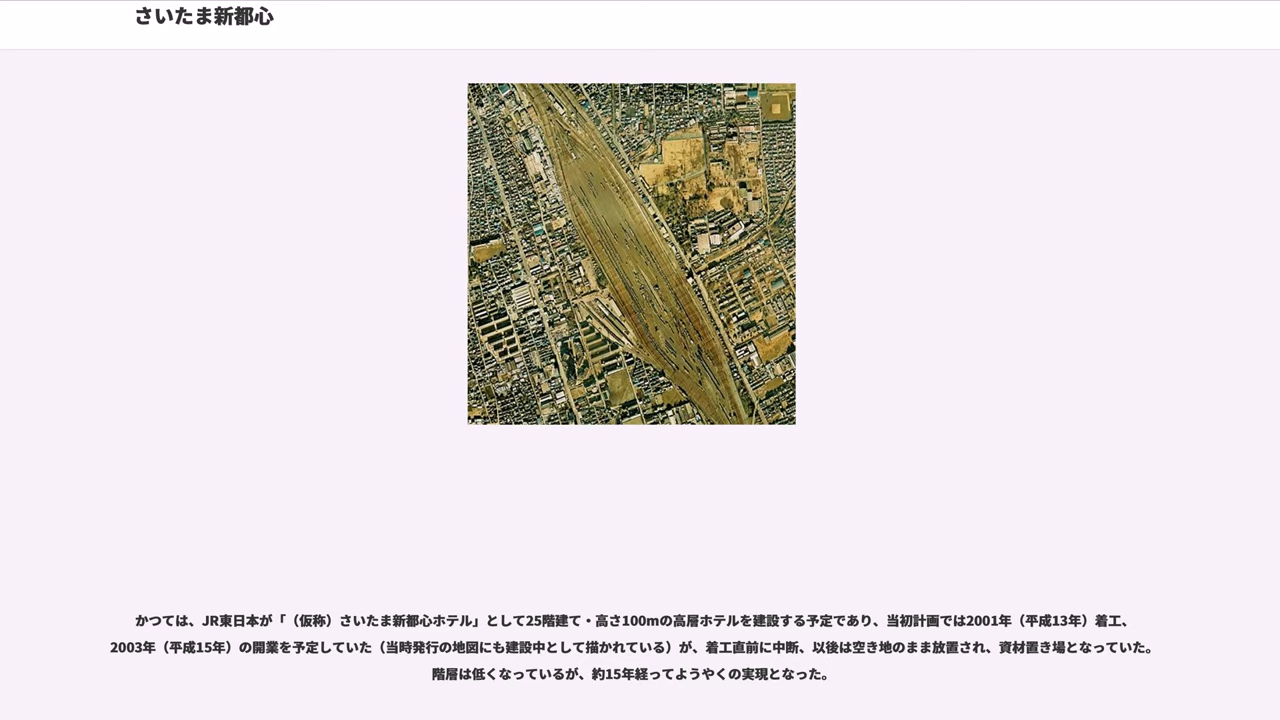 さいたま新都心
かつては、JR東日本が「（仮称）さいたま新都心ホテル」として25階建て・高さ100mの高層ホテルを建設する予定であり、当初計画では2001年（平成13年）着工、
2003年（平成15年）の開業を予定していた（当時発行の地図にも建設中として描かれている）が、着工直前に中断、以後は空き地のまま放置され、資材置き場となっていた。
階層は低くなっているが、約15年経ってようやくの実現となった。